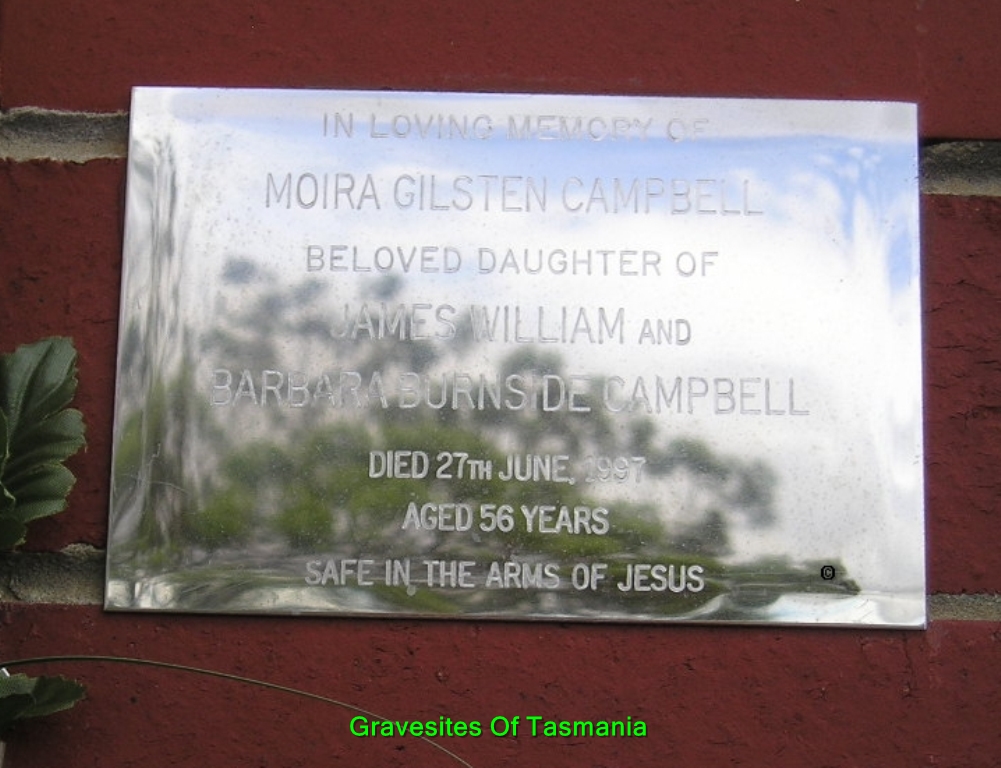 IN LOVING MEMORY OF
MOIRA GILSTEN CAMPBELL
BELOVED DAUGHTER OF
JAMES WILLIAM AND
BARBARA BURNSIDE CAMPBELL
DIED 27TH JUNE, 1997
AGED 56 YEARS
SAFE IN THE ARMS OF JESUS
©
Gravesites Of Tasmania